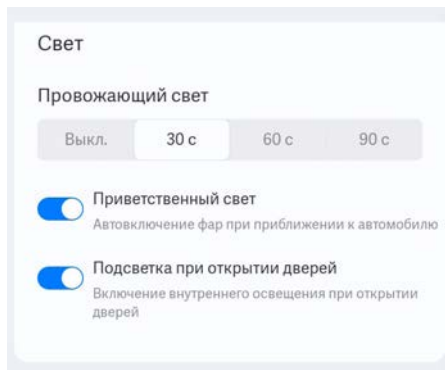 Свет
Провожающий свет
Выкл. 30 с 60 с 90 с
Приветственный свет
Автовключение фар при приближении к автомобилю
Подсветка при открытии дверей
Включение внутреннего освещения при открытии
дверей